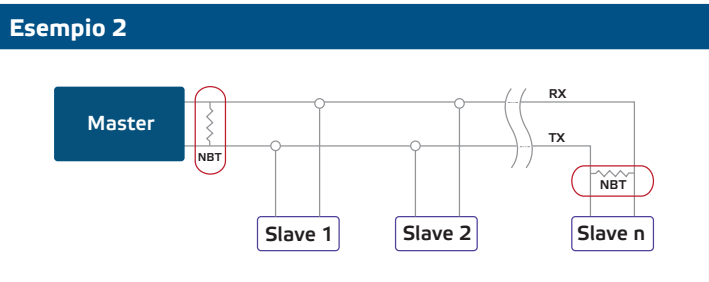 Esempio 2
RX
Master
TX
NBT
NBT
Slave 1
Slave 2
Slave n